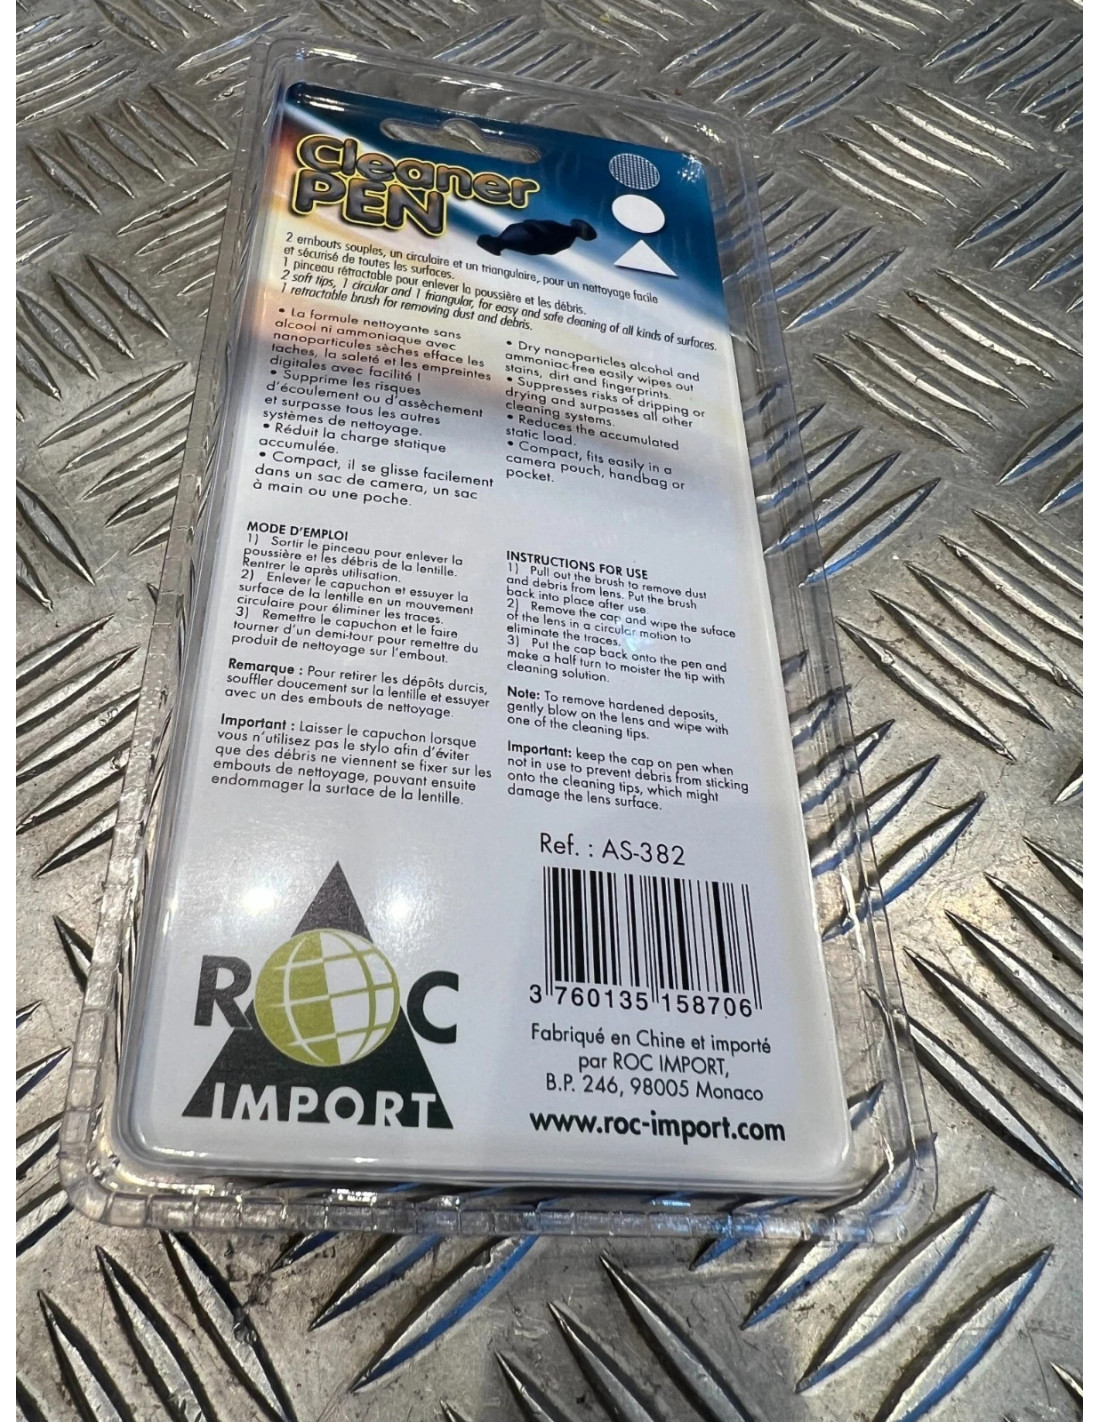 Cleaner
PEN
2 embouts souples, un circulaire et un triangulaire, pour un nettoyage facile
et sécurisé de toutes les surfaces.
1 pinceau rétractable pour enlever la poussière et les débris.
2 soft tips, 1 circular and 1 friangular, for easy and safe cleaning of all kinds of surfaces.
1 retractable brush for removing dust and debris.
• La formule nettoyante sans
alcool ni ammoniaque avec
nanoparticules sèches efface les
taches, la saleté et les empreintes
digitales avec facilité !
• Supprime les risques
d'écoulement ou d'assèchement
et surpasse tous les autres
systèmes de nettoyage.
• Réduit la charge statique
accumulée.
• Compact, il se glisse facilement
dans un sac de camera, un sac
à main ou une poche.
• Dry nanoparticles alcohol and
ammoniac-free easily wipes out
stains, dirt and fingerprints.
• Suppresses risks of dripping or
drying and surpasses all other
cleaning systems.
• Reduces the accumulated
static load.
• Compact, fits easily in a
camera pouch, handbag or
pocket.
MODE D'EMPLOI
1) Sortir le pinceau pour enlever la
poussière et les débris de la lentille.
Rentrer le après utilisation.
2) Enlever le capuchon et essuyer la
surface de la lentille en un mouvement
circulaire pour éliminer les traces.
3) Remettre le capuchon et le faire
tourner d'un demi-tour pour remettre du
produit de nettoyage sur l'embout.
Remarque : Pour retirer les dépôts durcis,
souffler doucement sur la lentille et essuyer
avec un des embouts de nettoyage.
Important : Laisser le capuchon lorsque
vous n'utilisez pas le stylo afin d'éviter
que des débris ne viennent se fixer sur les
embouts de nettoyage, pouvant ensuite
endommager la surface de la lentille.
INSTRUCTIONS FOR USE
1) Pull out the brush to remove dust
and debris from lens. Put the brush
back into place after use.
2) Remove the cap and wipe the suface
of the lens in a circular motion to
eliminate the traces.
3) Put the cap back onto the pen and
make a half turn to moister the tip with
cleaning solution.
Note: To remove hardened deposits,
gently blow on the lens and wipe with
one of the cleaning tips.
Important: keep the cap on pen when
not in use to prevent debris from sticking
onto the cleaning tips, which might
damage the lens surface.
Ref. : AS-382
3 760135 158706
Fabriqué en Chine et importé
par ROC IMPORT,
B.P. 246, 98005 Monaco
www.roc-import.com
ROC
IMPORT